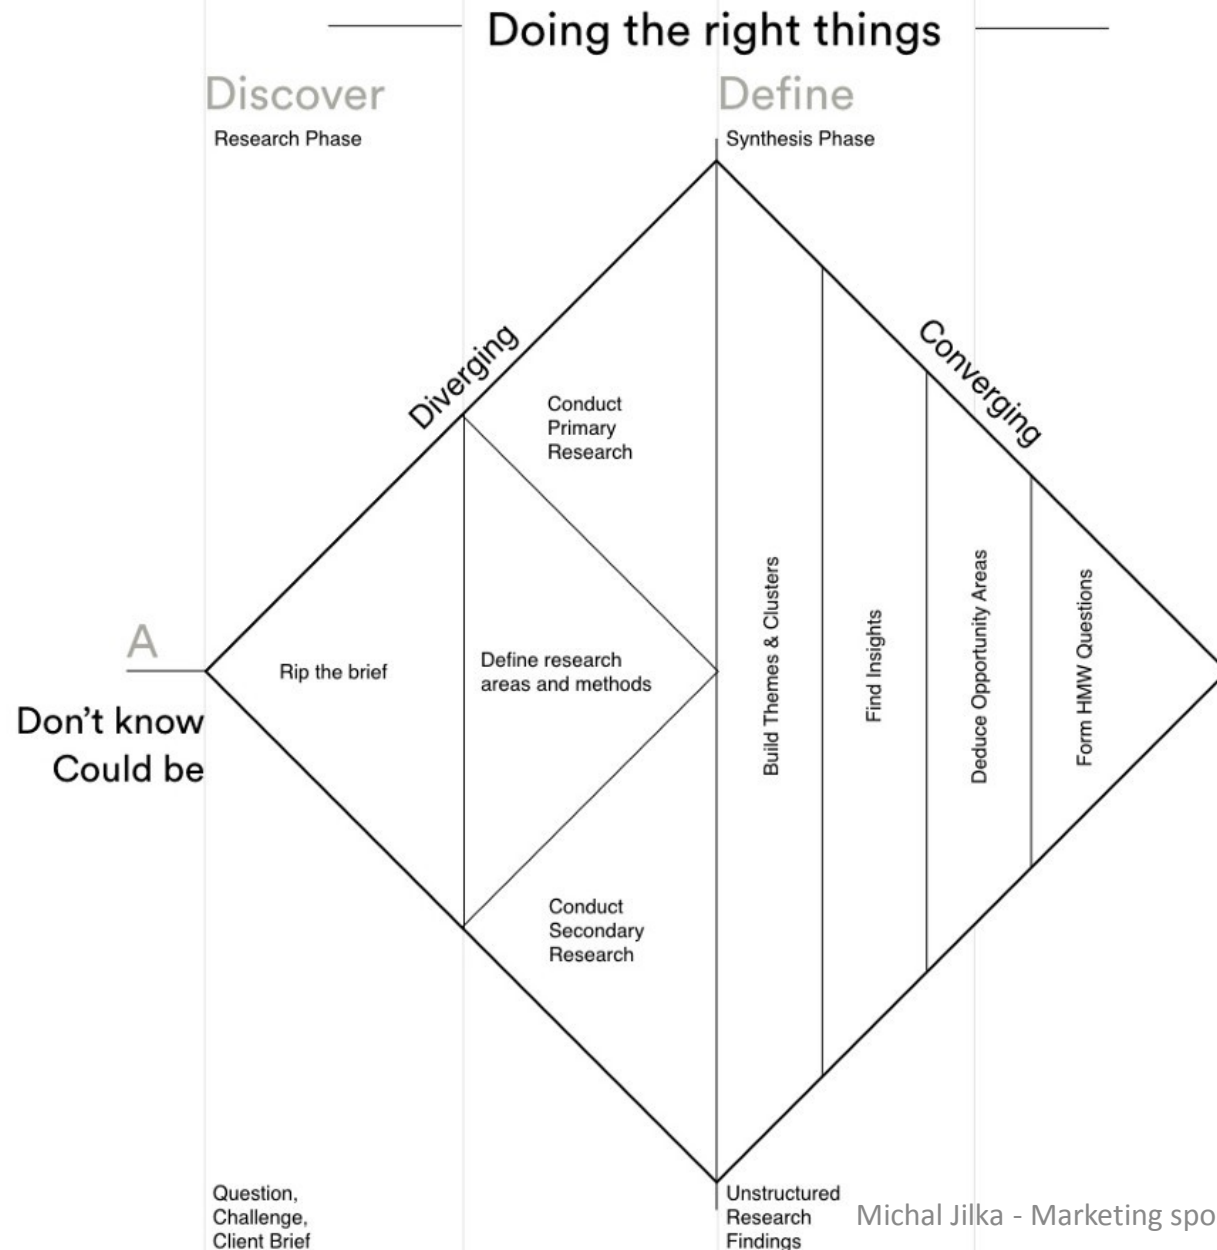 Doing the right things
Discover
Define
Research Phase
Synthesis Phase
Diverging
Converging
Conduct
Primary
Research
A
Don't know
Could be
Rip the brief
Define research
areas and methods
Build Themes & Clusters
Find Insights
Deduce Opportunity Areas
Form HMW Questions
Conduct
Secondary
Research
Question,
Challenge,
Client Brief
Unstructured
Research
Findings
Michal Jilka - Marketing spo